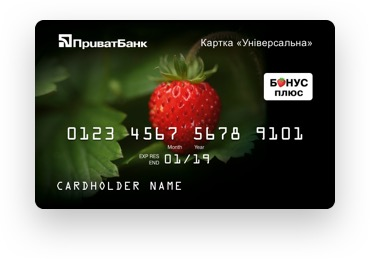 ПриватБанк
Картка «Універсальна»
БОНУС
ПЛЮС
0123 4567 5678 9101
Month Year
EXP RES
END
01/19
CARDHOLDER NAME